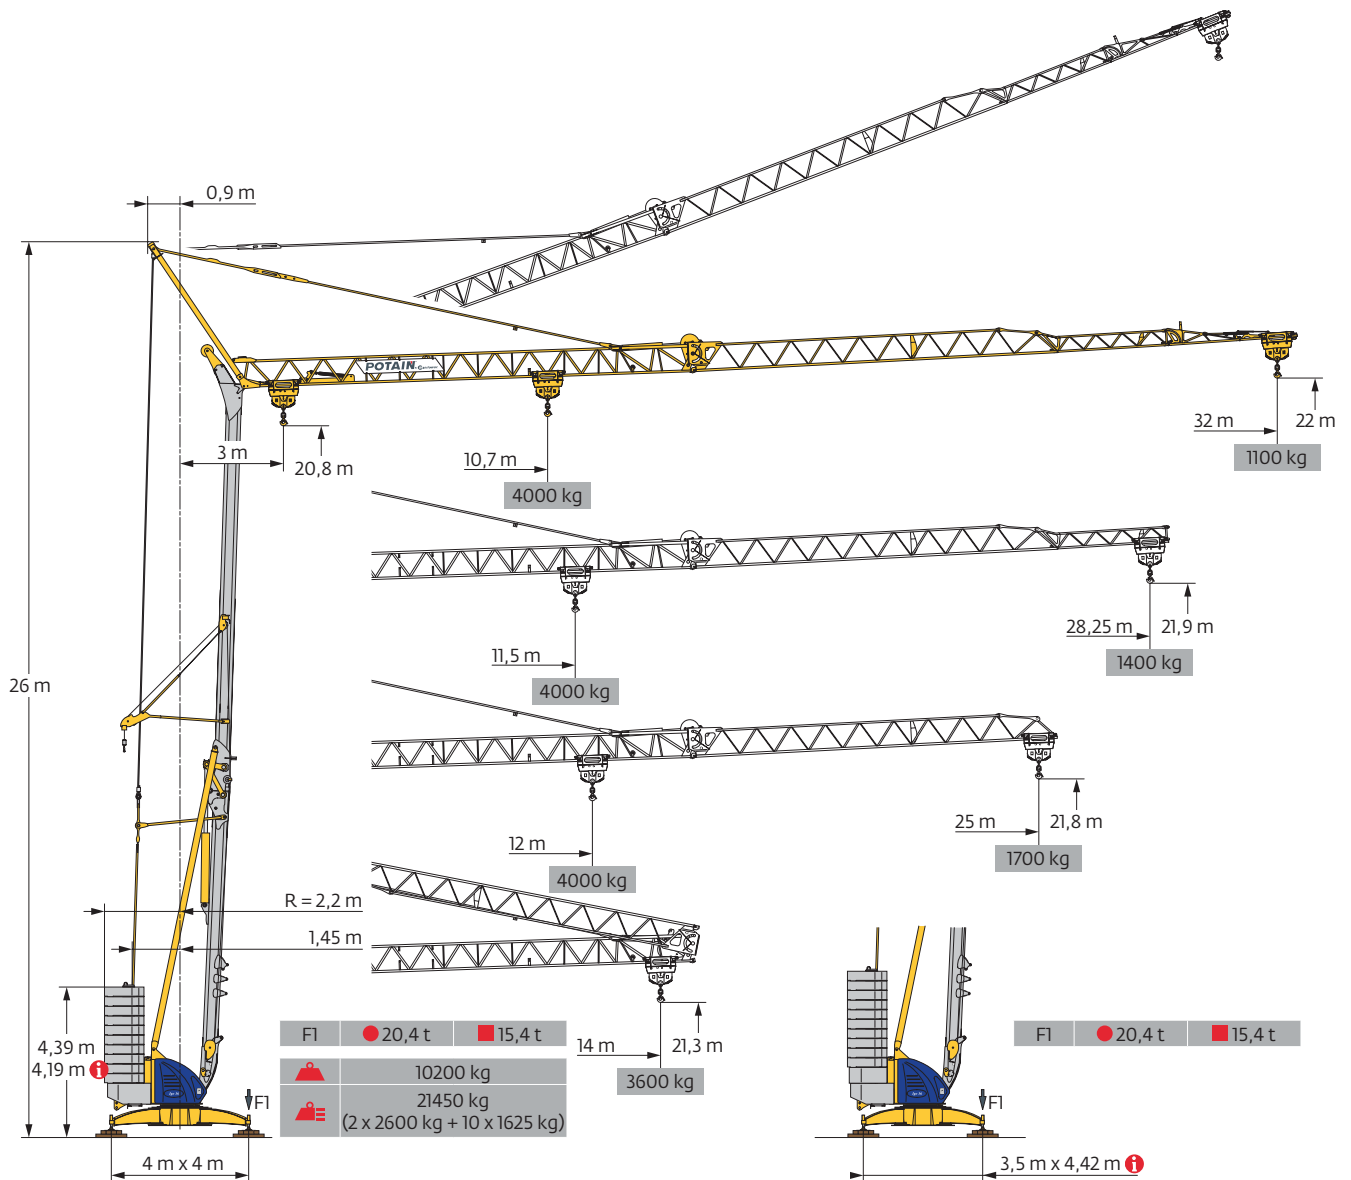 0,9 m
POTAIN
3 m
20,8 m
10,7 m
4000 kg
32 m
22 m
1100 kg
11,5 m
4000 kg
28,25 m
21,9 m
1400 kg
26 m
12 m
4000 kg
25 m
21,8 m
1700 kg
R = 2,2 m
1,45 m
14 m
21,3 m
3600 kg
4,39 m
4,19 m i
F1 20,4 t 15,4 t
10200 kg
21450 kg
(2 x 2600 kg + 10 x 1625 kg)
F1
4 m x 4 m
F1 20,4 t 15,4 t
F1
3,5 m x 4,42 m i